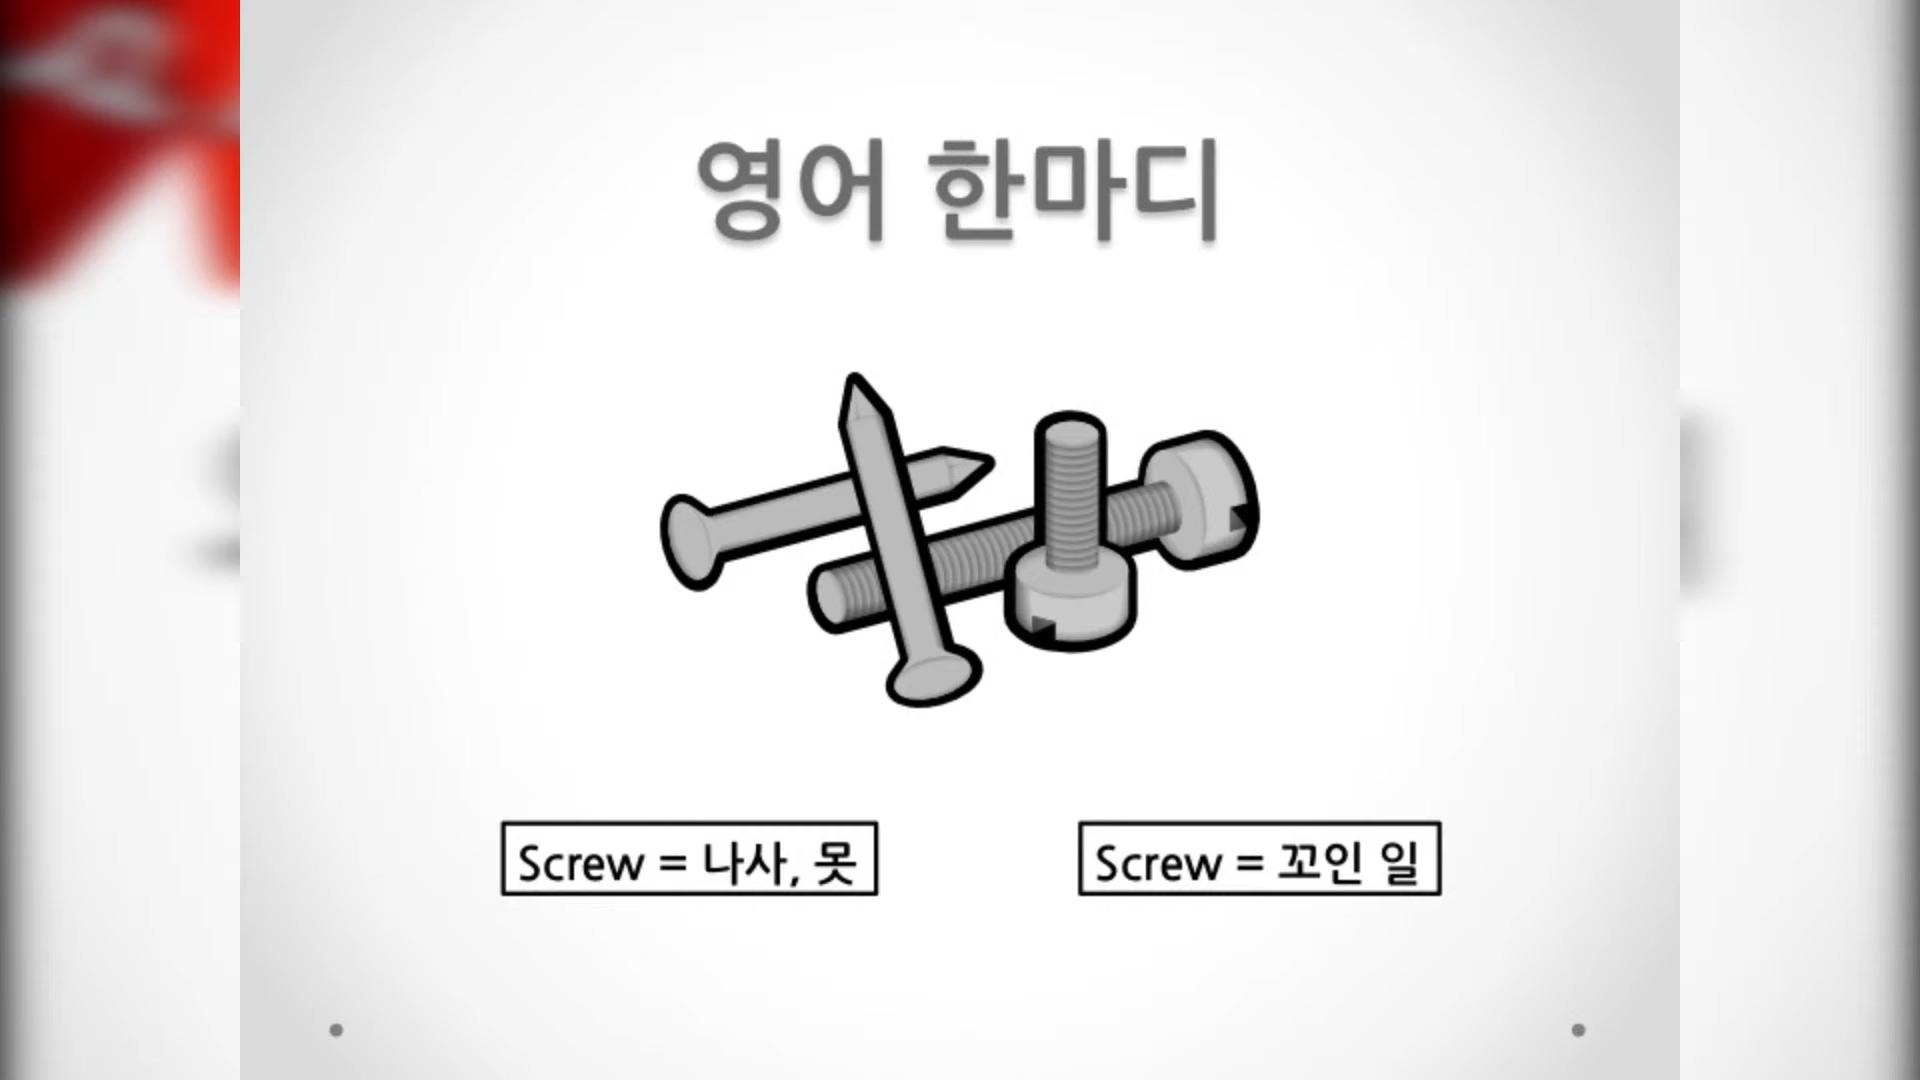 영어 한마디
Screw = 나사, 못
Screw = 꼬인 일